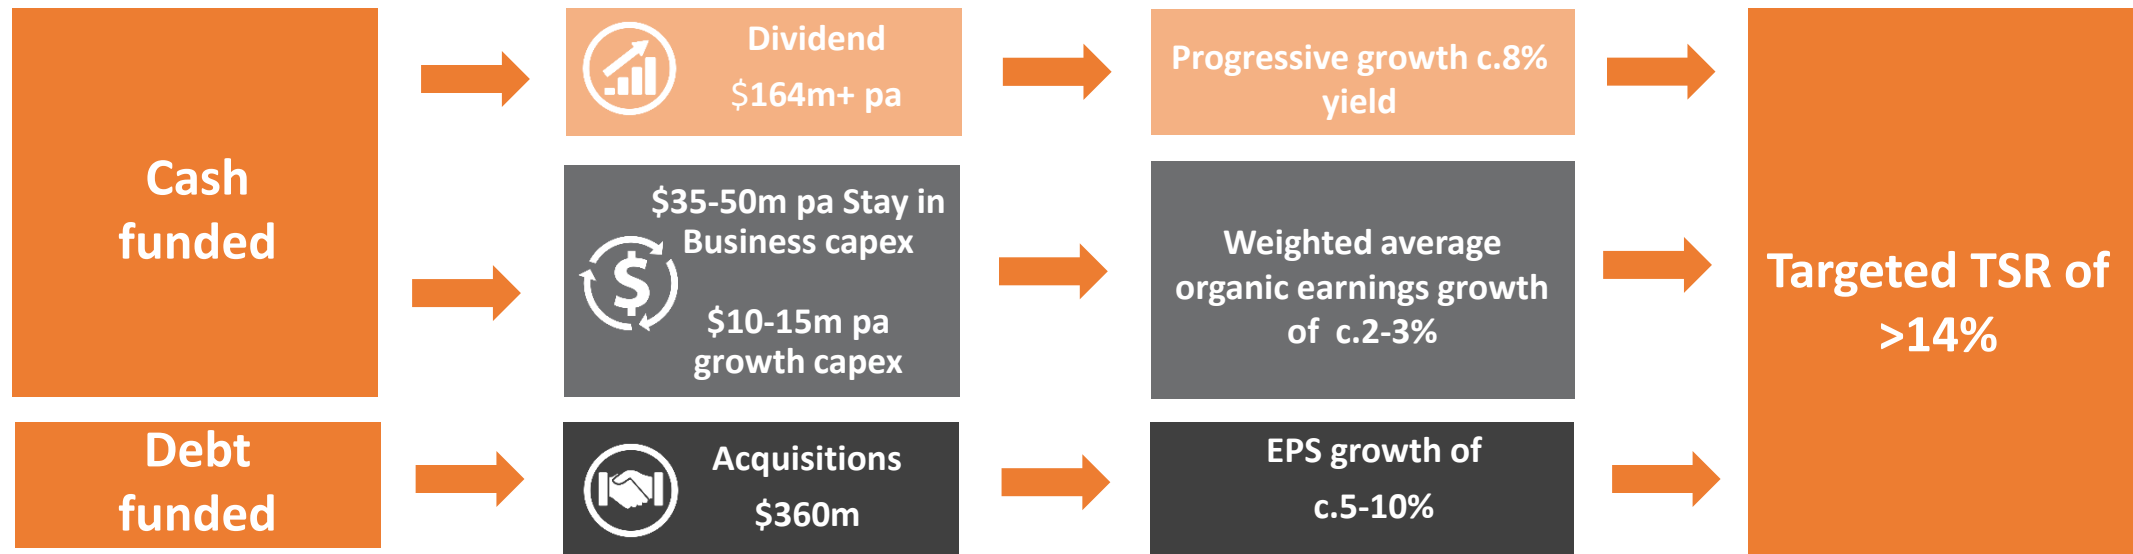 Cash
funded
Dividend
$164m+ pa
Progressive growth c.8%
yield
$35-50m pa Stay in
Business capex
$10-15m pa
growth capex
Weighted average
organic earnings growth
of c.2-3%
Debt
funded
Acquisitions
$360m
EPS growth of
c.5-10%
Targeted TSR of
>14%